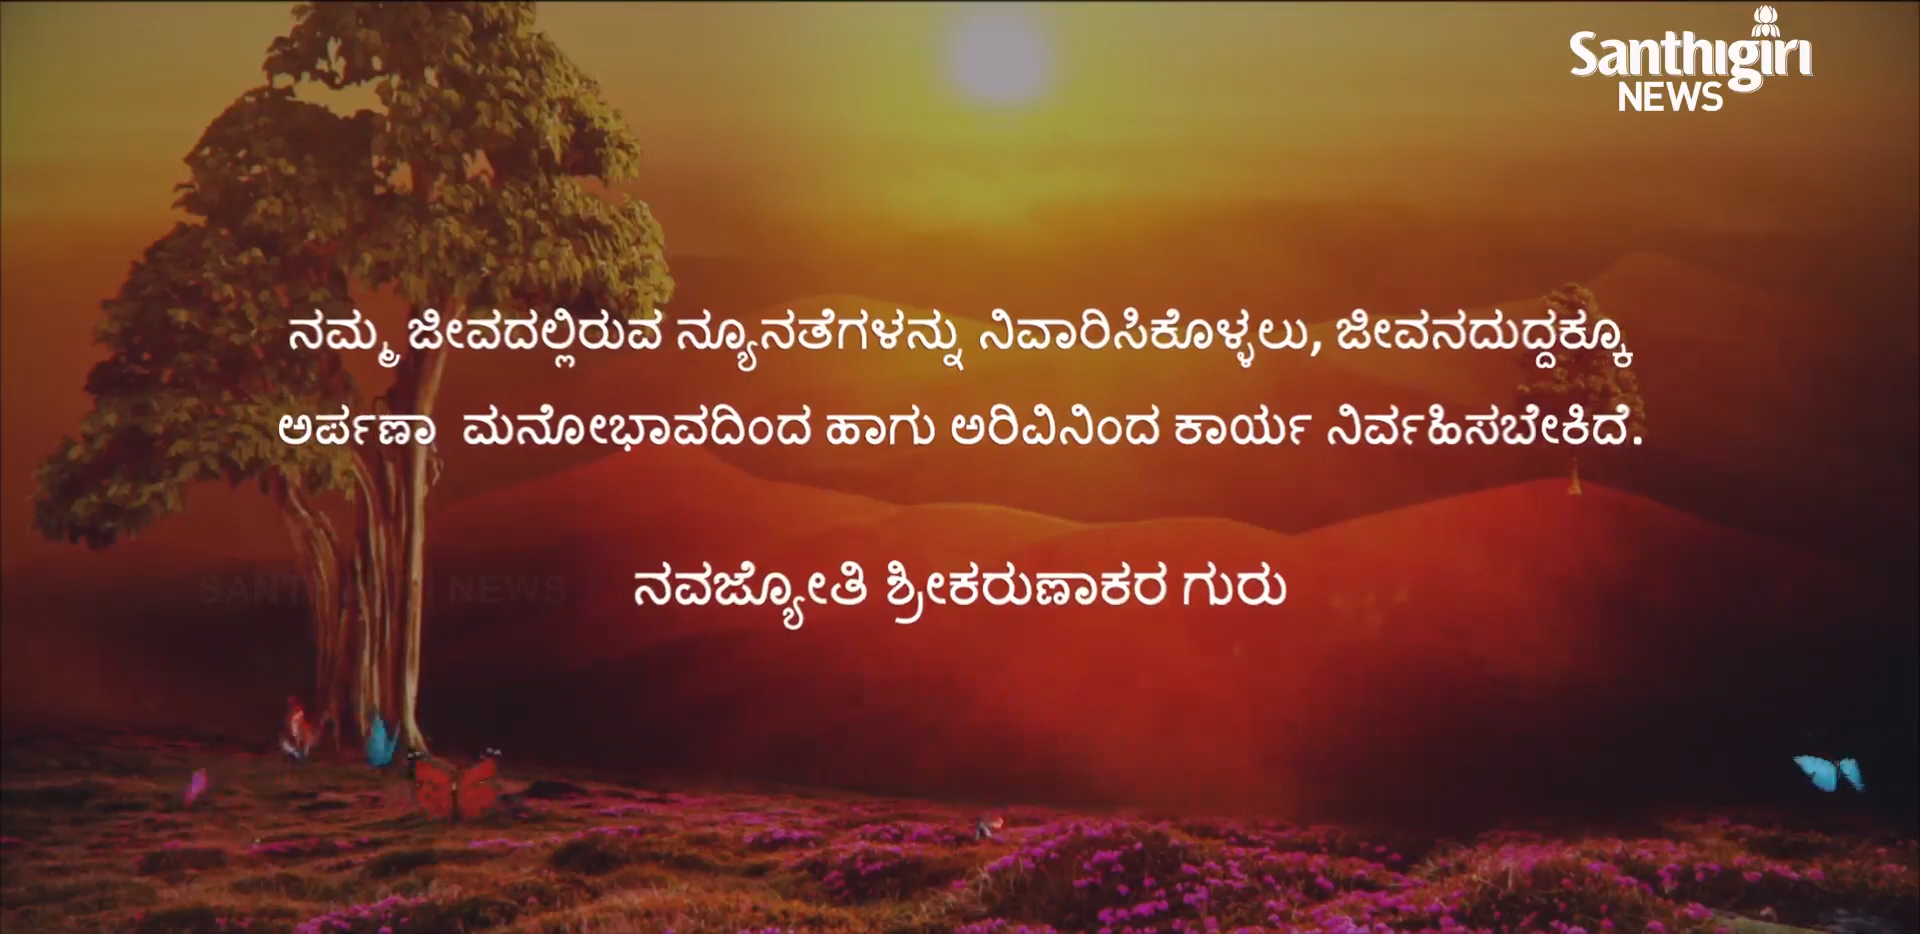 Santhigiri
NEWS
ನಮ್ಮ ಜೀವದಲ್ಲಿರುವ ನ್ಯೂನತೆಗಳನ್ನು ನಿವಾರಿಸಿಕೊಳ್ಳಲು, ಜೀವನದುದ್ದಕ್ಕೂ
ಅರ್ಪಣಾ ಮನೋಭಾವದಿಂದ ಹಾಗು ಅರಿವಿನಿಂದ ಕಾರ್ಯ ನಿರ್ವಹಿಸಬೇಕಿದೆ.
ನವಜ್ಯೋತಿ ಶ್ರೀಕರುಣಾಕರ ಗುರು
NEWS